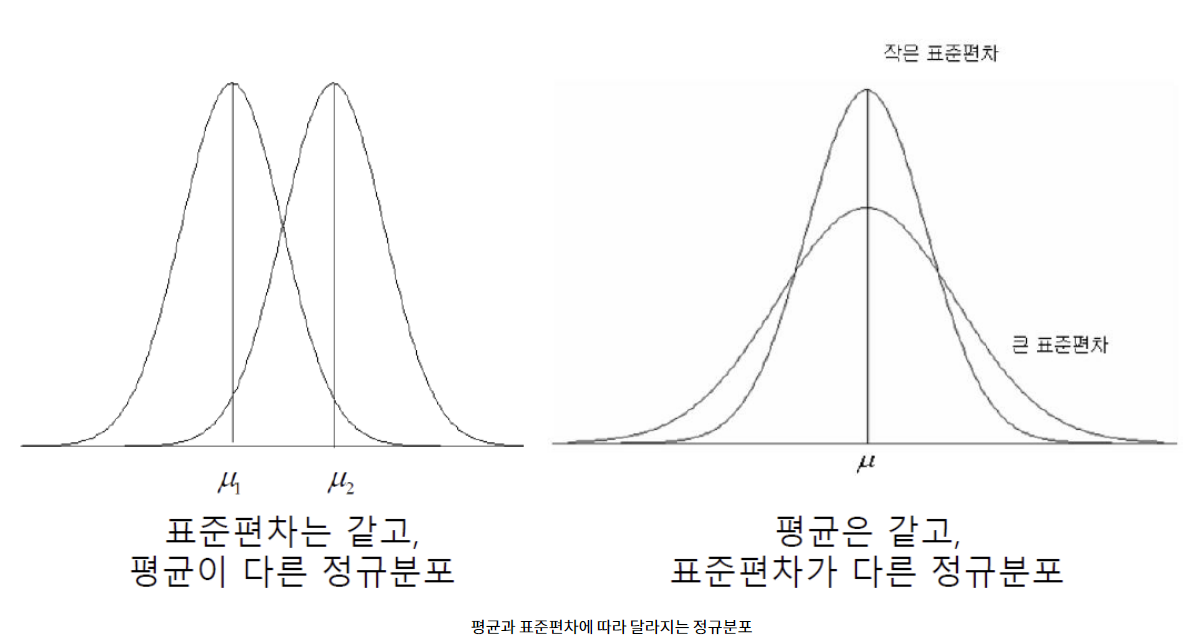 작은 표준편차
큰 표준편차
μ1
μ2
μ
표준편차는 같고,
평균이 다른 정규분포
평균은 같고,
표준편차가 다른 정규분포
평균과 표준편차에 따라 달라지는 정규분포